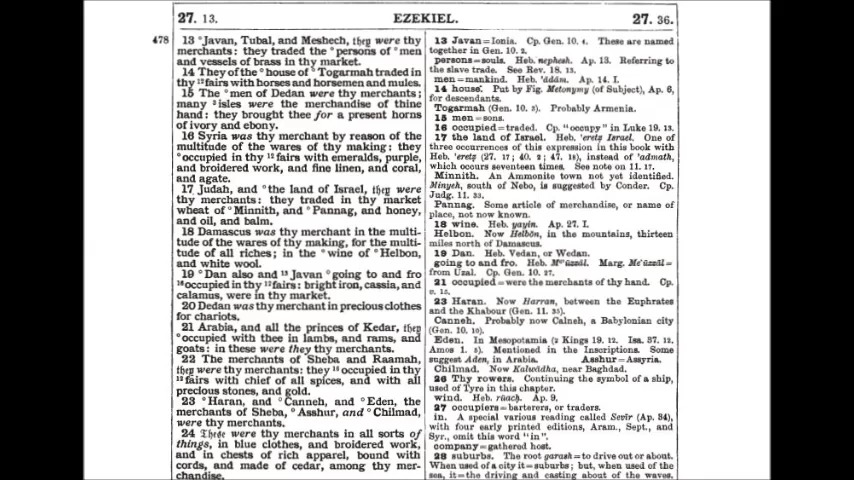 27. 13. EZEKIEL. 27. 36.
478
13 °Javan, Tubal, and Meshech, they were thy
merchants: they traded the °persons of °men
and vessels of brass in thy market.
14 They of the °house of °Togarmah traded in
thy ¹²fairs with horses and horsemen and mules.
15 The °men of Dedan were thy merchants;
many ³isles were the merchandise of thine
hand: they brought thee for a present horns
of ivory and ebony.
16 Syria was thy merchant by reason of the
multitude of the wares of thy making: they
°occupied in thy ¹²fairs with emeralds, purple,
and broidered work, and fine linen, and coral,
and agate.
17 Judah, and °the land of Israel, they were
thy merchants: they traded in thy market
wheat of °Minnith, and °Pannag, and honey,
and oil, and balm.
18 Damascus was thy merchant in the multi-
tude of the wares of thy making, for the multi-
tude of all riches; in the °wine of °Helbon,
and white wool.
19 °Dan also and ¹³Javan °going to and fro
¹⁶occupied in thy ¹²fairs: bright iron, cassia, and
calamus, were in thy market.
20 Dedan was thy merchant in precious clothes
for chariots.
21 Arabia, and all the princes of Kedar, they
°occupied with thee in lambs, and rams, and
goats: in these were they thy merchants.
22 The merchants of Sheba and Raamah,
they were thy merchants: they ¹⁶occupied in thy
¹²fairs with chief of all spices, and with all
precious stones, and gold.
23 °Haran, and °Canneh, and °Eden, the
merchants of Sheba, °Asshur, and °Chilmad,
were thy merchants.
24 These were thy merchants in all sorts of
things, in blue clothes, and broidered work,
and in chests of rich apparel, bound with
cords, and made of cedar, among thy mer-
chandise.
13 Javan=Ionia. Cp. Gen. 10. 4. These are named
together in Gen. 10. 2.
persons=souls. Heb. nephesh. Ap. 13. Referring to
the slave trade. See Rev. 18. 13.
men=mankind. Heb. 'ādām. Ap. 14. I.
14 house. Put by Fig. Metonymy (of Subject), Ap. 6,
for descendants.
Togarmah (Gen. 10. 3). Probably Armenia.
15 men=sons.
16 occupied=traded. Cp. "occupy" in Luke 19. 13.
17 the land of Israel. Heb. 'eretz Israel. One of
three occurrences of this expression in this book with
Heb. 'eretz (27. 17; 40. 2; 47. 18), instead of 'admath,
which occurs seventeen times. See note on 11. 17.
Minnith. An Ammonite town not yet identified.
Minyeh, south of Nebo, is suggested by Conder. Cp.
Judg. 11. 33.
Pannag. Some article of merchandise, or name of
place, not now known.
18 wine. Heb. yayin. Ap. 27. I.
Helbon. Now Helbōn, in the mountains, thirteen
miles north of Damascus.
19 Dan. Heb. Vedan, or Wedan.
going to and fro. Heb. Me'ūzzāl. Marg. Me'ūzzāl=
from Uzal. Cp. Gen. 10. 27.
21 occupied=were the merchants of thy hand. Cp.
v. 15.
23 Haran. Now Harran, between the Euphrates
and the Khabour (Gen. 11. 31).
Canneh. Probably now Calneh, a Babylonian city
(Gen. 10. 10).
Eden. In Mesopotamia (2 Kings 19. 12. Isa. 37. 12.
Amos 1. 5). Mentioned in the Inscriptions. Some
suggest Aden, in Arabia. Asshur=Assyria.
Chilmad. Now Kalwādha, near Baghdad.
26 Thy rowers. Continuing the symbol of a ship,
used of Tyre in this chapter.
wind. Heb. rūach. Ap. 9.
27 occupiers=barterers, or traders.
in. A special various reading called Sevīr (Ap. 34),
with four early printed editions, Aram., Sept., and
Syr., omit this word "in".
company=gathered host.
28 suburbs. The root garash=to drive out or about.
When used of a city it=suburbs; but, when used of the
sea, it=the driving and casting about of the waves.